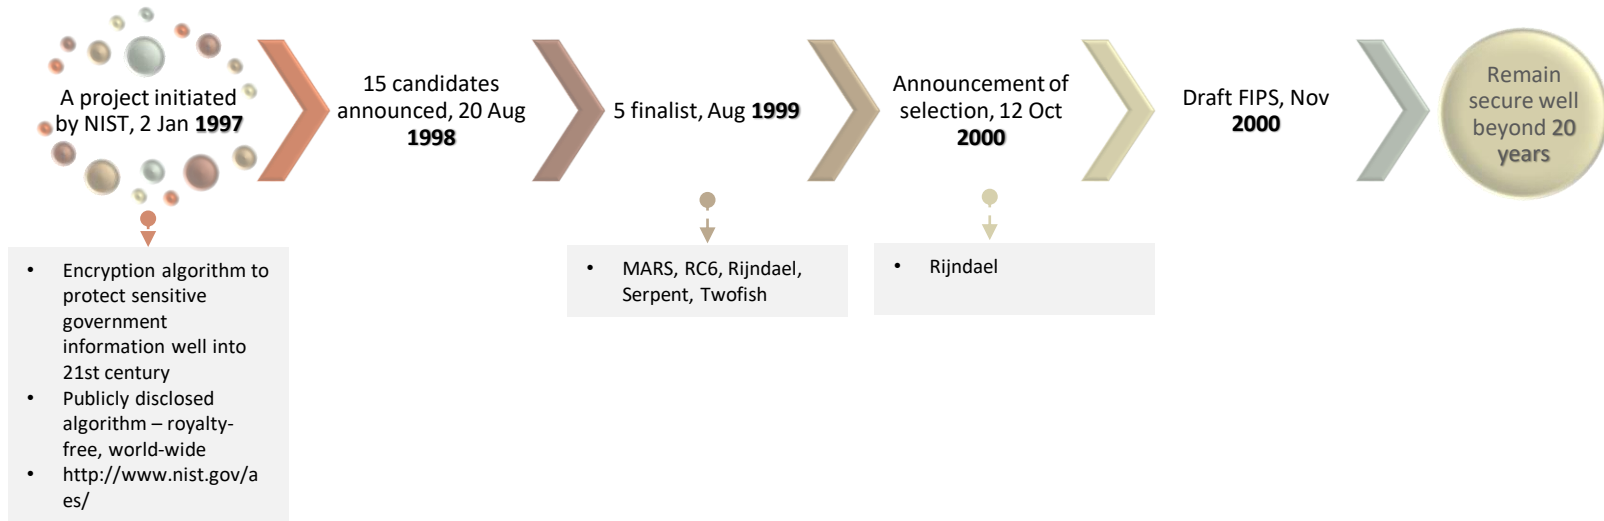 A project initiated
by NIST, 2 Jan 1997
15 candidates
announced, 20 Aug
1998
5 finalist, Aug 1999
Announcement of
selection, 12 Oct
2000
Draft FIPS, Nov
2000
Remain
secure well
beyond 20
years
• Encryption algorithm to
protect sensitive
government
information well into
21st century
• Publicly disclosed
algorithm – royalty-
free, world-wide
• http://www.nist.gov/a
es/
• MARS, RC6, Rijndael,
Serpent, Twofish
• Rijndael